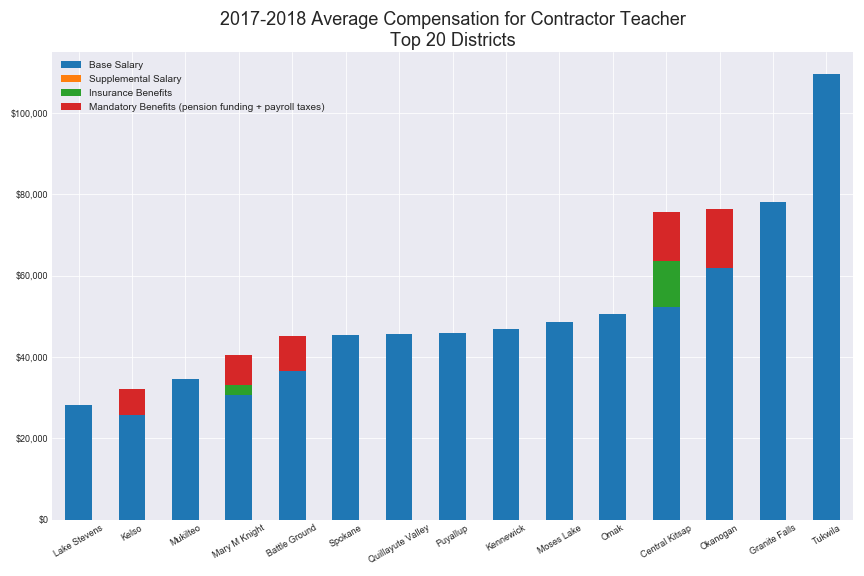 2017-2018 Average Compensation for Contractor Teacher
Top 20 Districts
Base Salary
Supplemental Salary
Insurance Benefits
Mandatory Benefits (pension funding + payroll taxes)
$100,000
$80,000
$60,000
$40,000
$20,000
$0
Lake Stevens
Kelso
Mukilteo
Mary M Knight
Battle Ground
Spokane
Quillayute Valley
Puyallup
Kennewick
Moses Lake
Omak
Central Kitsap
Okanogan
Granite Falls
Tukwila